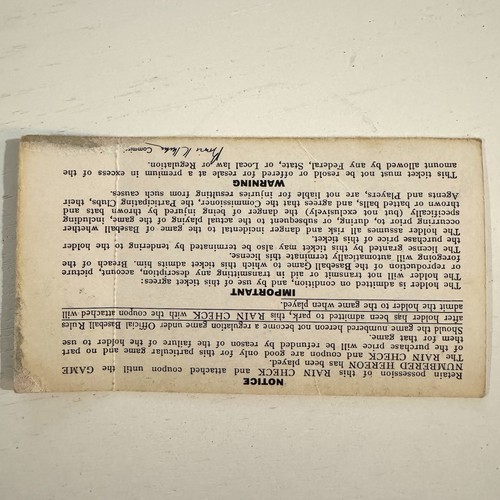 NOTICE
Retain possession of this RAIN CHECK and attached coupon until the GAME
NUMBERED HEREON has been played.
The RAIN CHECK and coupon are good only for this particular game and no part
of the purchase price will be refunded by reason of the failure of the holder to use
them for that game.
Should the game numbered hereon not become a regulation game under Official Baseball Rules
after holder has been admitted to park, this RAIN CHECK with the coupon attached will
admit the holder to the game when played.
IMPORTANT
The holder is admitted on condition, and by use of this ticket agrees:
The holder will not transmit or aid in transmitting any description, account, picture
or reproduction of the Baseball Game to which this ticket admits him. Breach of the
foregoing will automatically terminate this license.
The license granted by this ticket may also be terminated by tendering to the holder
the purchase price of this ticket.
The holder assumes all risk and danger incidental to the game of Baseball whether
occurring prior to, during or subsequent to the actual playing of the game, including
specifically (but not exclusively) the danger of being injured by thrown bats and
thrown or batted balls, and agrees that the Commissioner, the Participating Clubs, their
Agents and Players, are not liable for injuries resulting from such causes.
WARNING
This ticket must not be resold or offered for resale at a premium in excess of the
amount allowed by any Federal, State, or Local Law or Regulation.